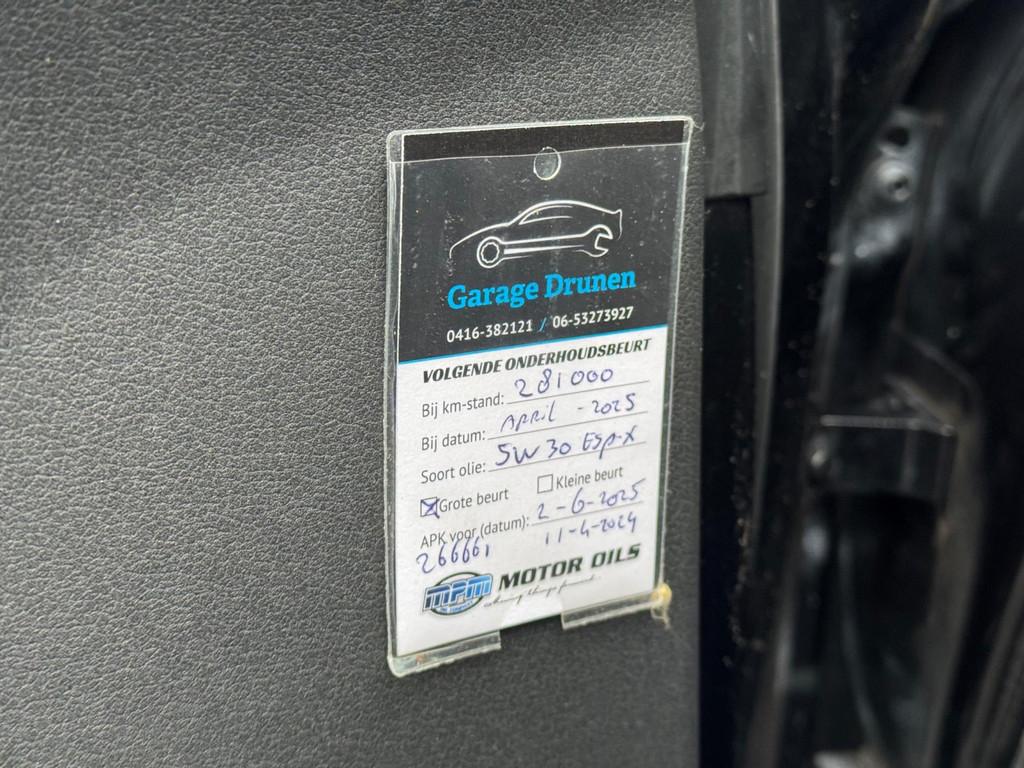 Garage Drunen
0416-382121 / 06-53273927
VOLGENDE ONDERHOUDSBEURT
Bij km-stand: 281000
Bij datum: April - 2025
Soort olie: 5W30 Esp-X
Grote beurt Kleine beurt
APK voor (datum): 2-6-2025
266661 11-4-2024
MPM MOTOR OILS